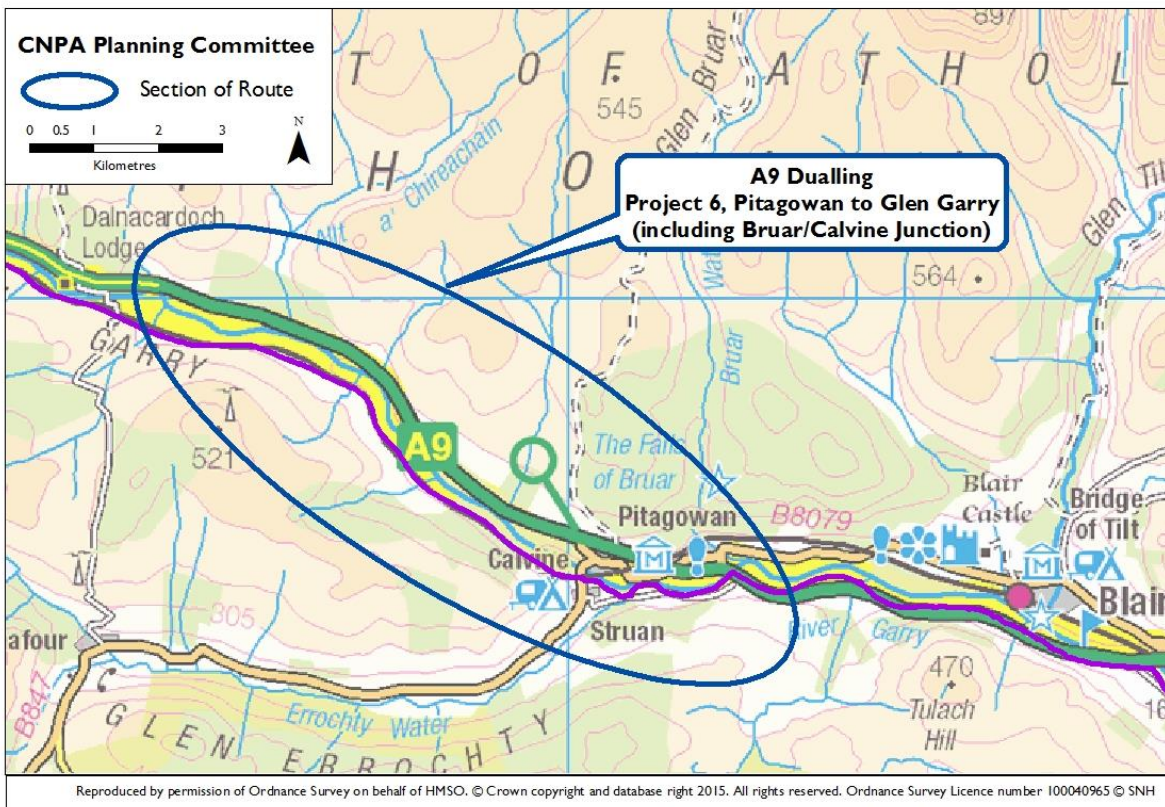 CNPA Planning Committee
Section of Route
0 0.5 1 2 3
Kilometres
N
897
T O F A T H O L
545
Glen Bruar
H O
A9 Dualling
Project 6, Pitagowan to Glen Garry
(including Bruar/Calvine Junction)
Allt a' Chireachain
Dalnacardoch
Lodge
Glen Til
Water
Bruar
564
GARRY
A9
521
The Falls
of Bruar
Pitagowan
B8079
Blair
Castle
Bridge
of Tilt
Calvine
Blair
305
Struan
River Garry
afour
470
Tulach
Hill
B847
Errochty Water
GLEN ERROCHTY
16
Reproduced by permission of Ordnance Survey on behalf of HMSO. © Crown copyright and database right 2015. All rights reserved. Ordnance Survey Licence number 100040965 © SNH